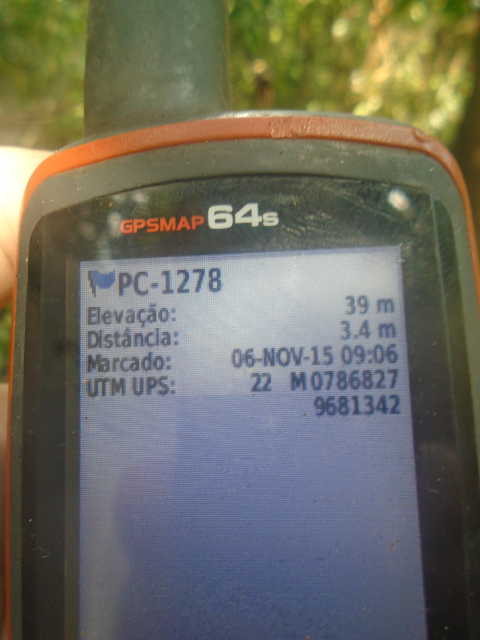 GPSMAP 64s
PC-1278
Elevação: 39 m
Distância: 3.4 m
Marcado: 06-NOV-15 09:06
UTM UPS: 22 M 0786827
9681342